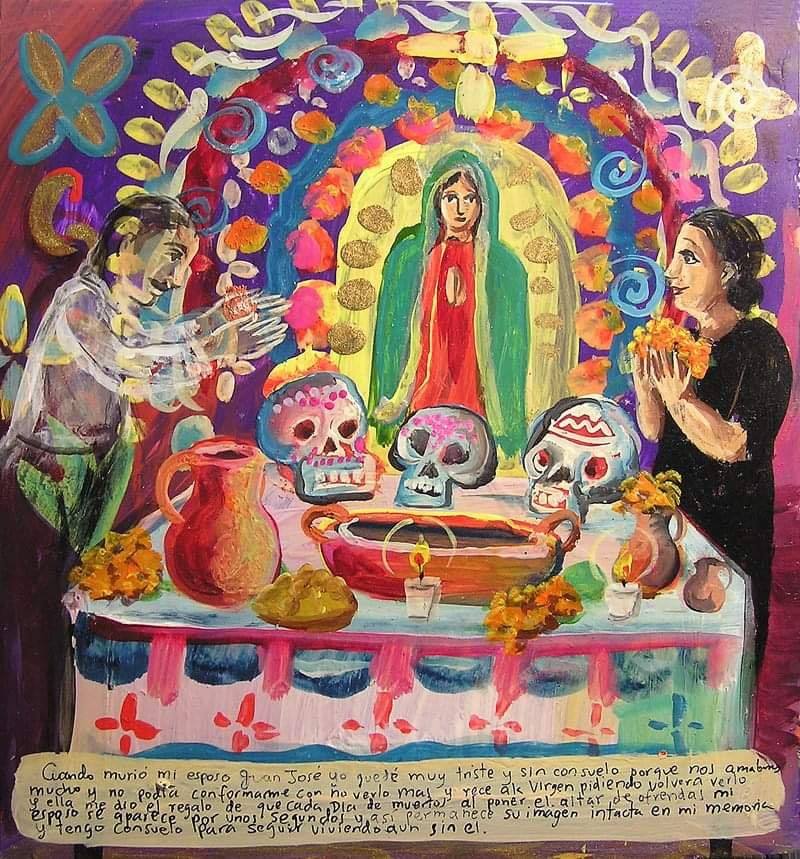 Cuando murió mi esposo Juan José yo quedé muy triste y sin consuelo porque nos amabamos
mucho y no podia conformarme con no verlo mas y rece ala Virgen pidiendo volver a verlo
y ella me dio el regalo de que cada Dia de muertos al poner el altar de ofrendas mi
esposo se aparece por unos segundos y asi permanece su imagen intacta en mi memoria
y tengo consuelo para seguir viviendo aun sin el.